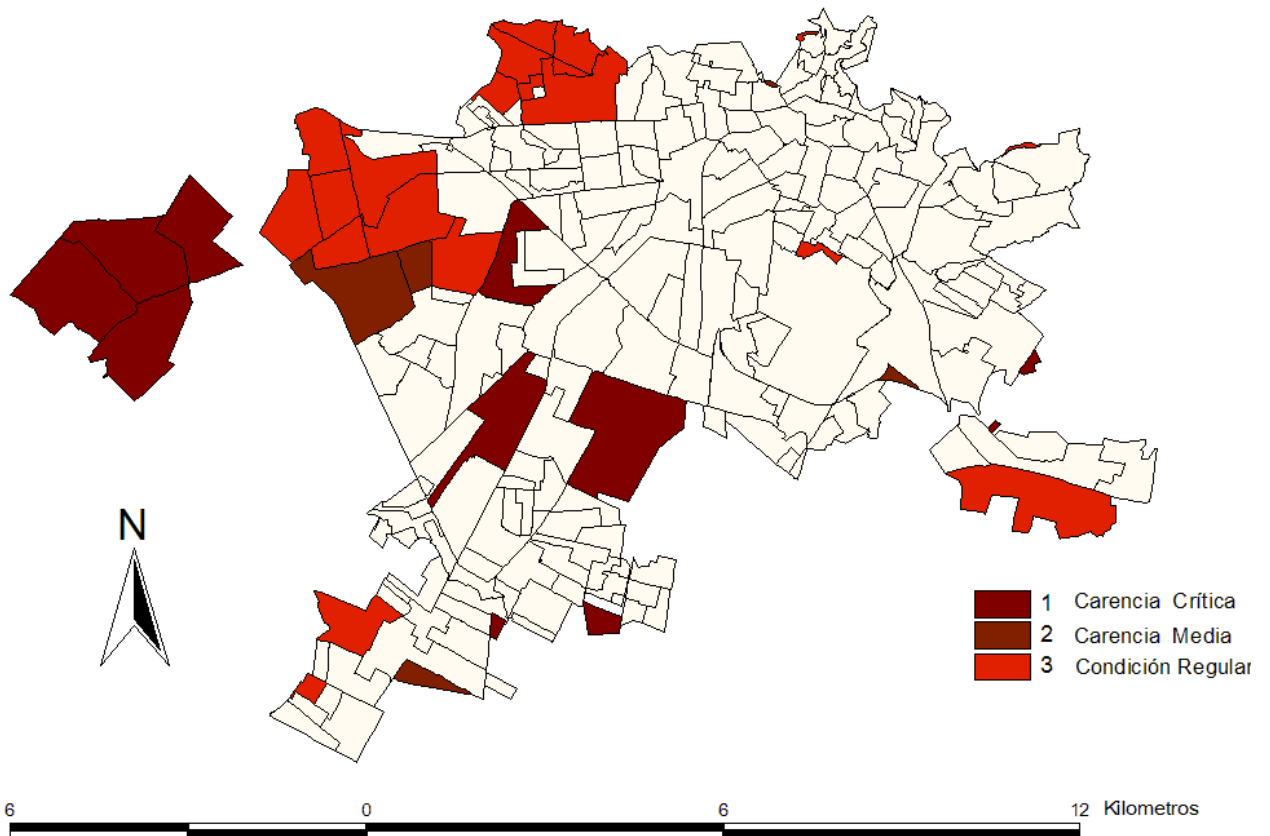 N
1 Carencia Crítica
2 Carencia Media
3 Condición Regular
6 0 6 12 Kilometros